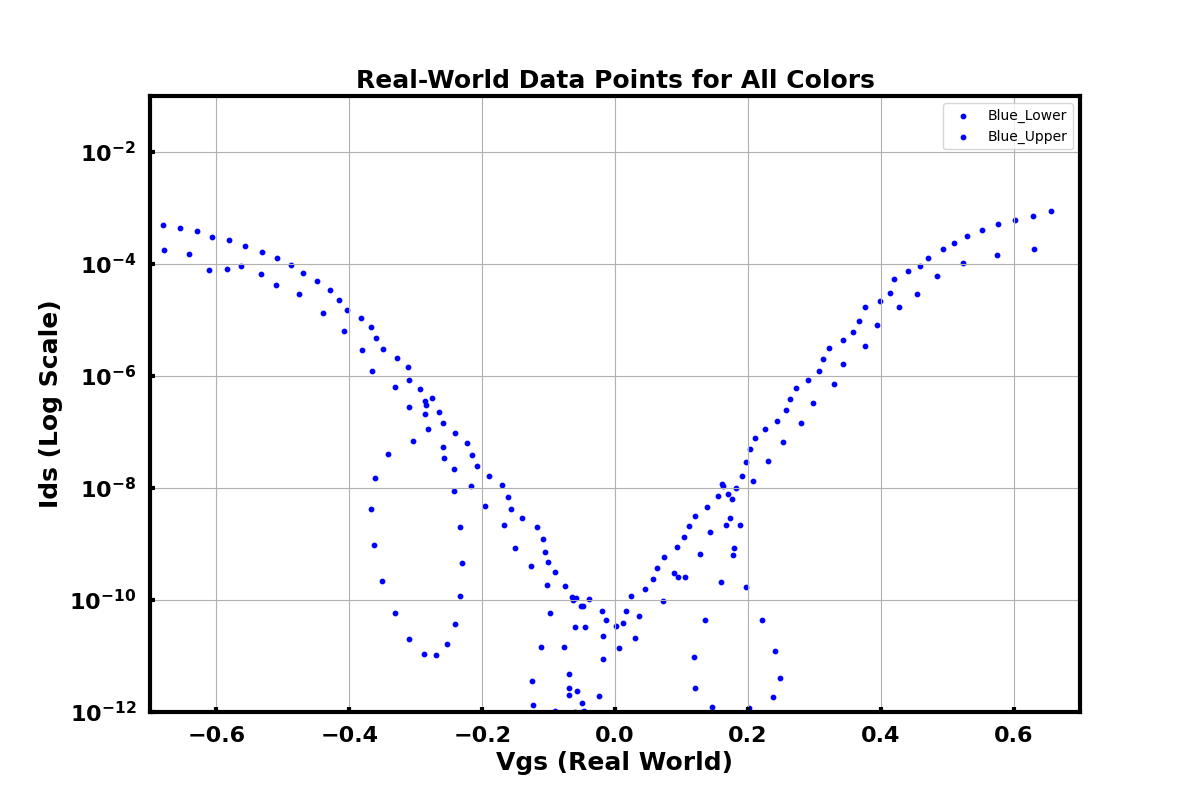 Real-World Data Points for All Colors
Blue_Lower
Blue_Upper
Ids (Log Scale)
10⁻²
10⁻⁴
10⁻⁶
10⁻⁸
10⁻¹⁰
10⁻¹²
−0.6 −0.4 −0.2 0.0 0.2 0.4 0.6
Vgs (Real World)